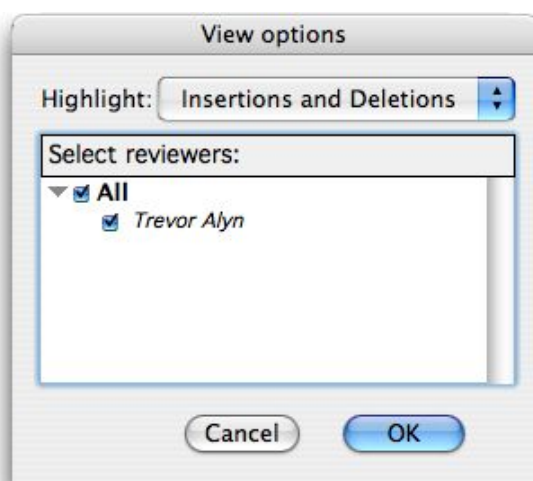 View options
Highlight: Insertions and Deletions
Select reviewers:
All
Trevor Alyn
Cancel OK